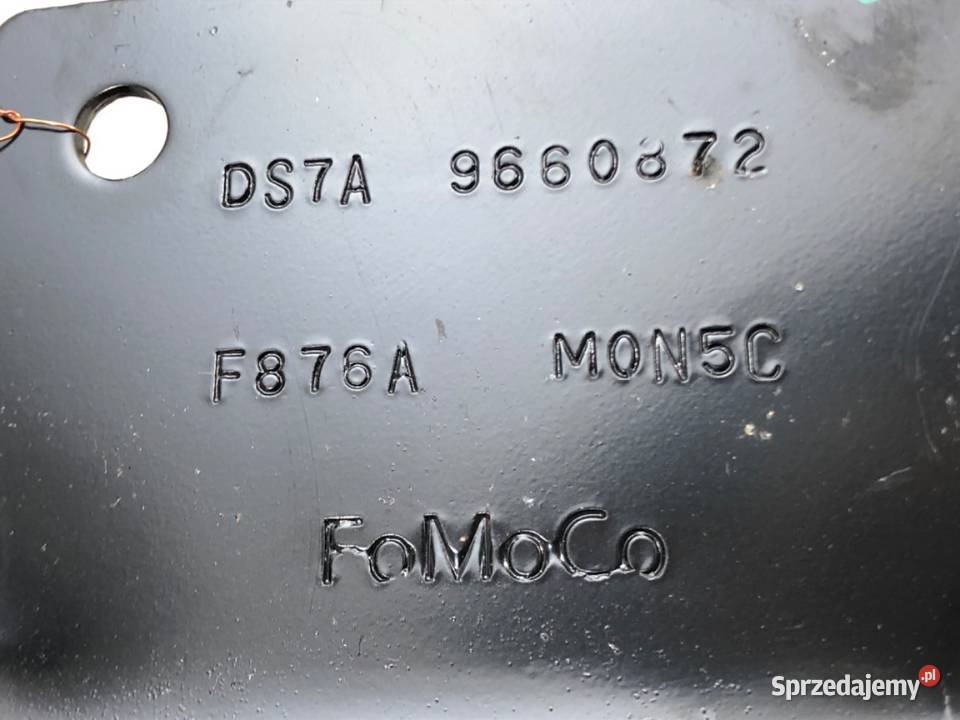 DS7A 9660872
F876A M0N5C
FoMoCo
Sprzedajemy.pl